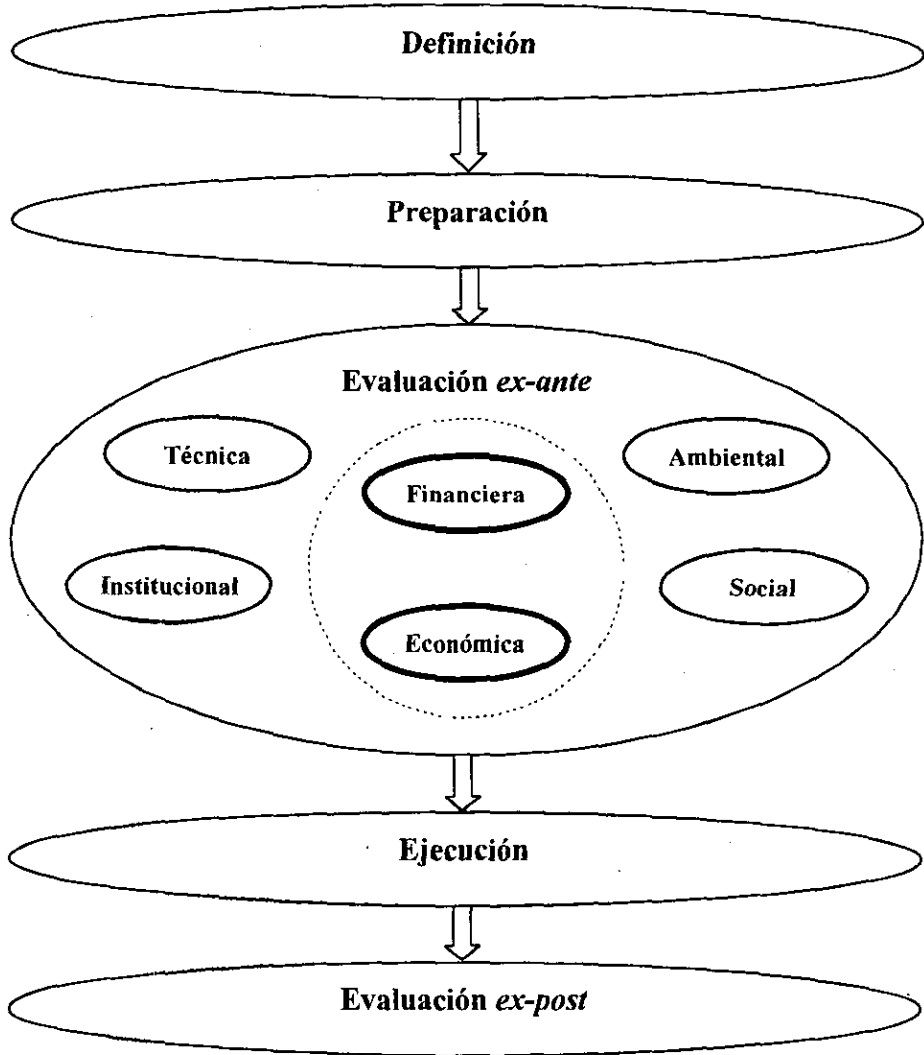 Definición
Preparación
Evaluación ex-ante
Técnica
Financiera
Ambiental
Institucional
Económica
Social
Ejecución
Evaluación ex-post